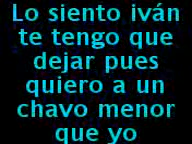 Lo siento iván
te tengo que
dejar pues
quiero a un
chavo menor
que yo